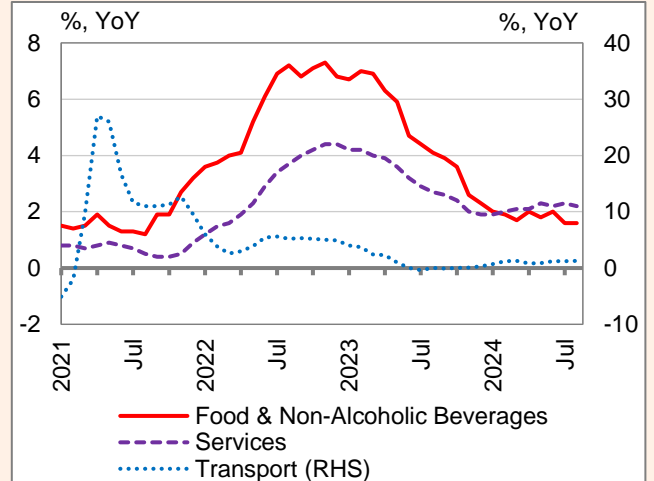 %, YoY %, YoY
8 40
6 30
4 20
2 10
0 0
-2 -10
2021 Jul 2022 Jul 2023 Jul 2024 Jul
Food & Non-Alcoholic Beverages
Services
Transport (RHS)